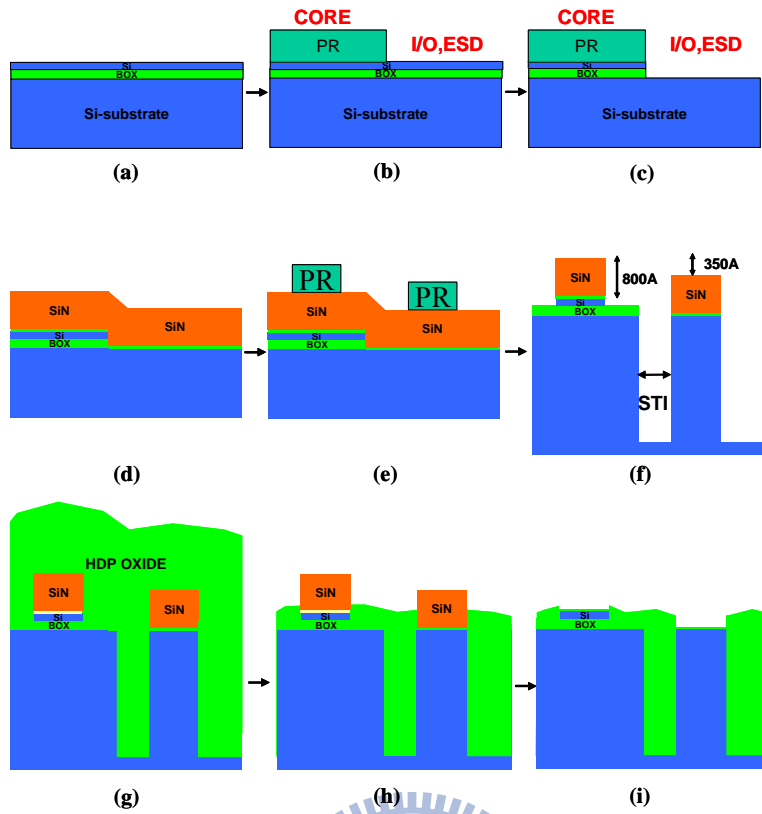 CORE
PR
I/O,ESD
CORE
PR
I/O,ESD
Si
BOX
Si-substrate
Si
BOX
Si-substrate
Si
BOX
Si-substrate
(a)
(b)
(c)
SiN
SiN
Si
BOX
PR
PR
SiN
SiN
Si
BOX
SiN
800A
350A
SiN
Si
BOX
STI
(d)
(e)
(f)
HDP OXIDE
SiN
SiN
Si
BOX
SiN
SiN
Si
BOX
Si
BOX
(g)
(h)
(i)